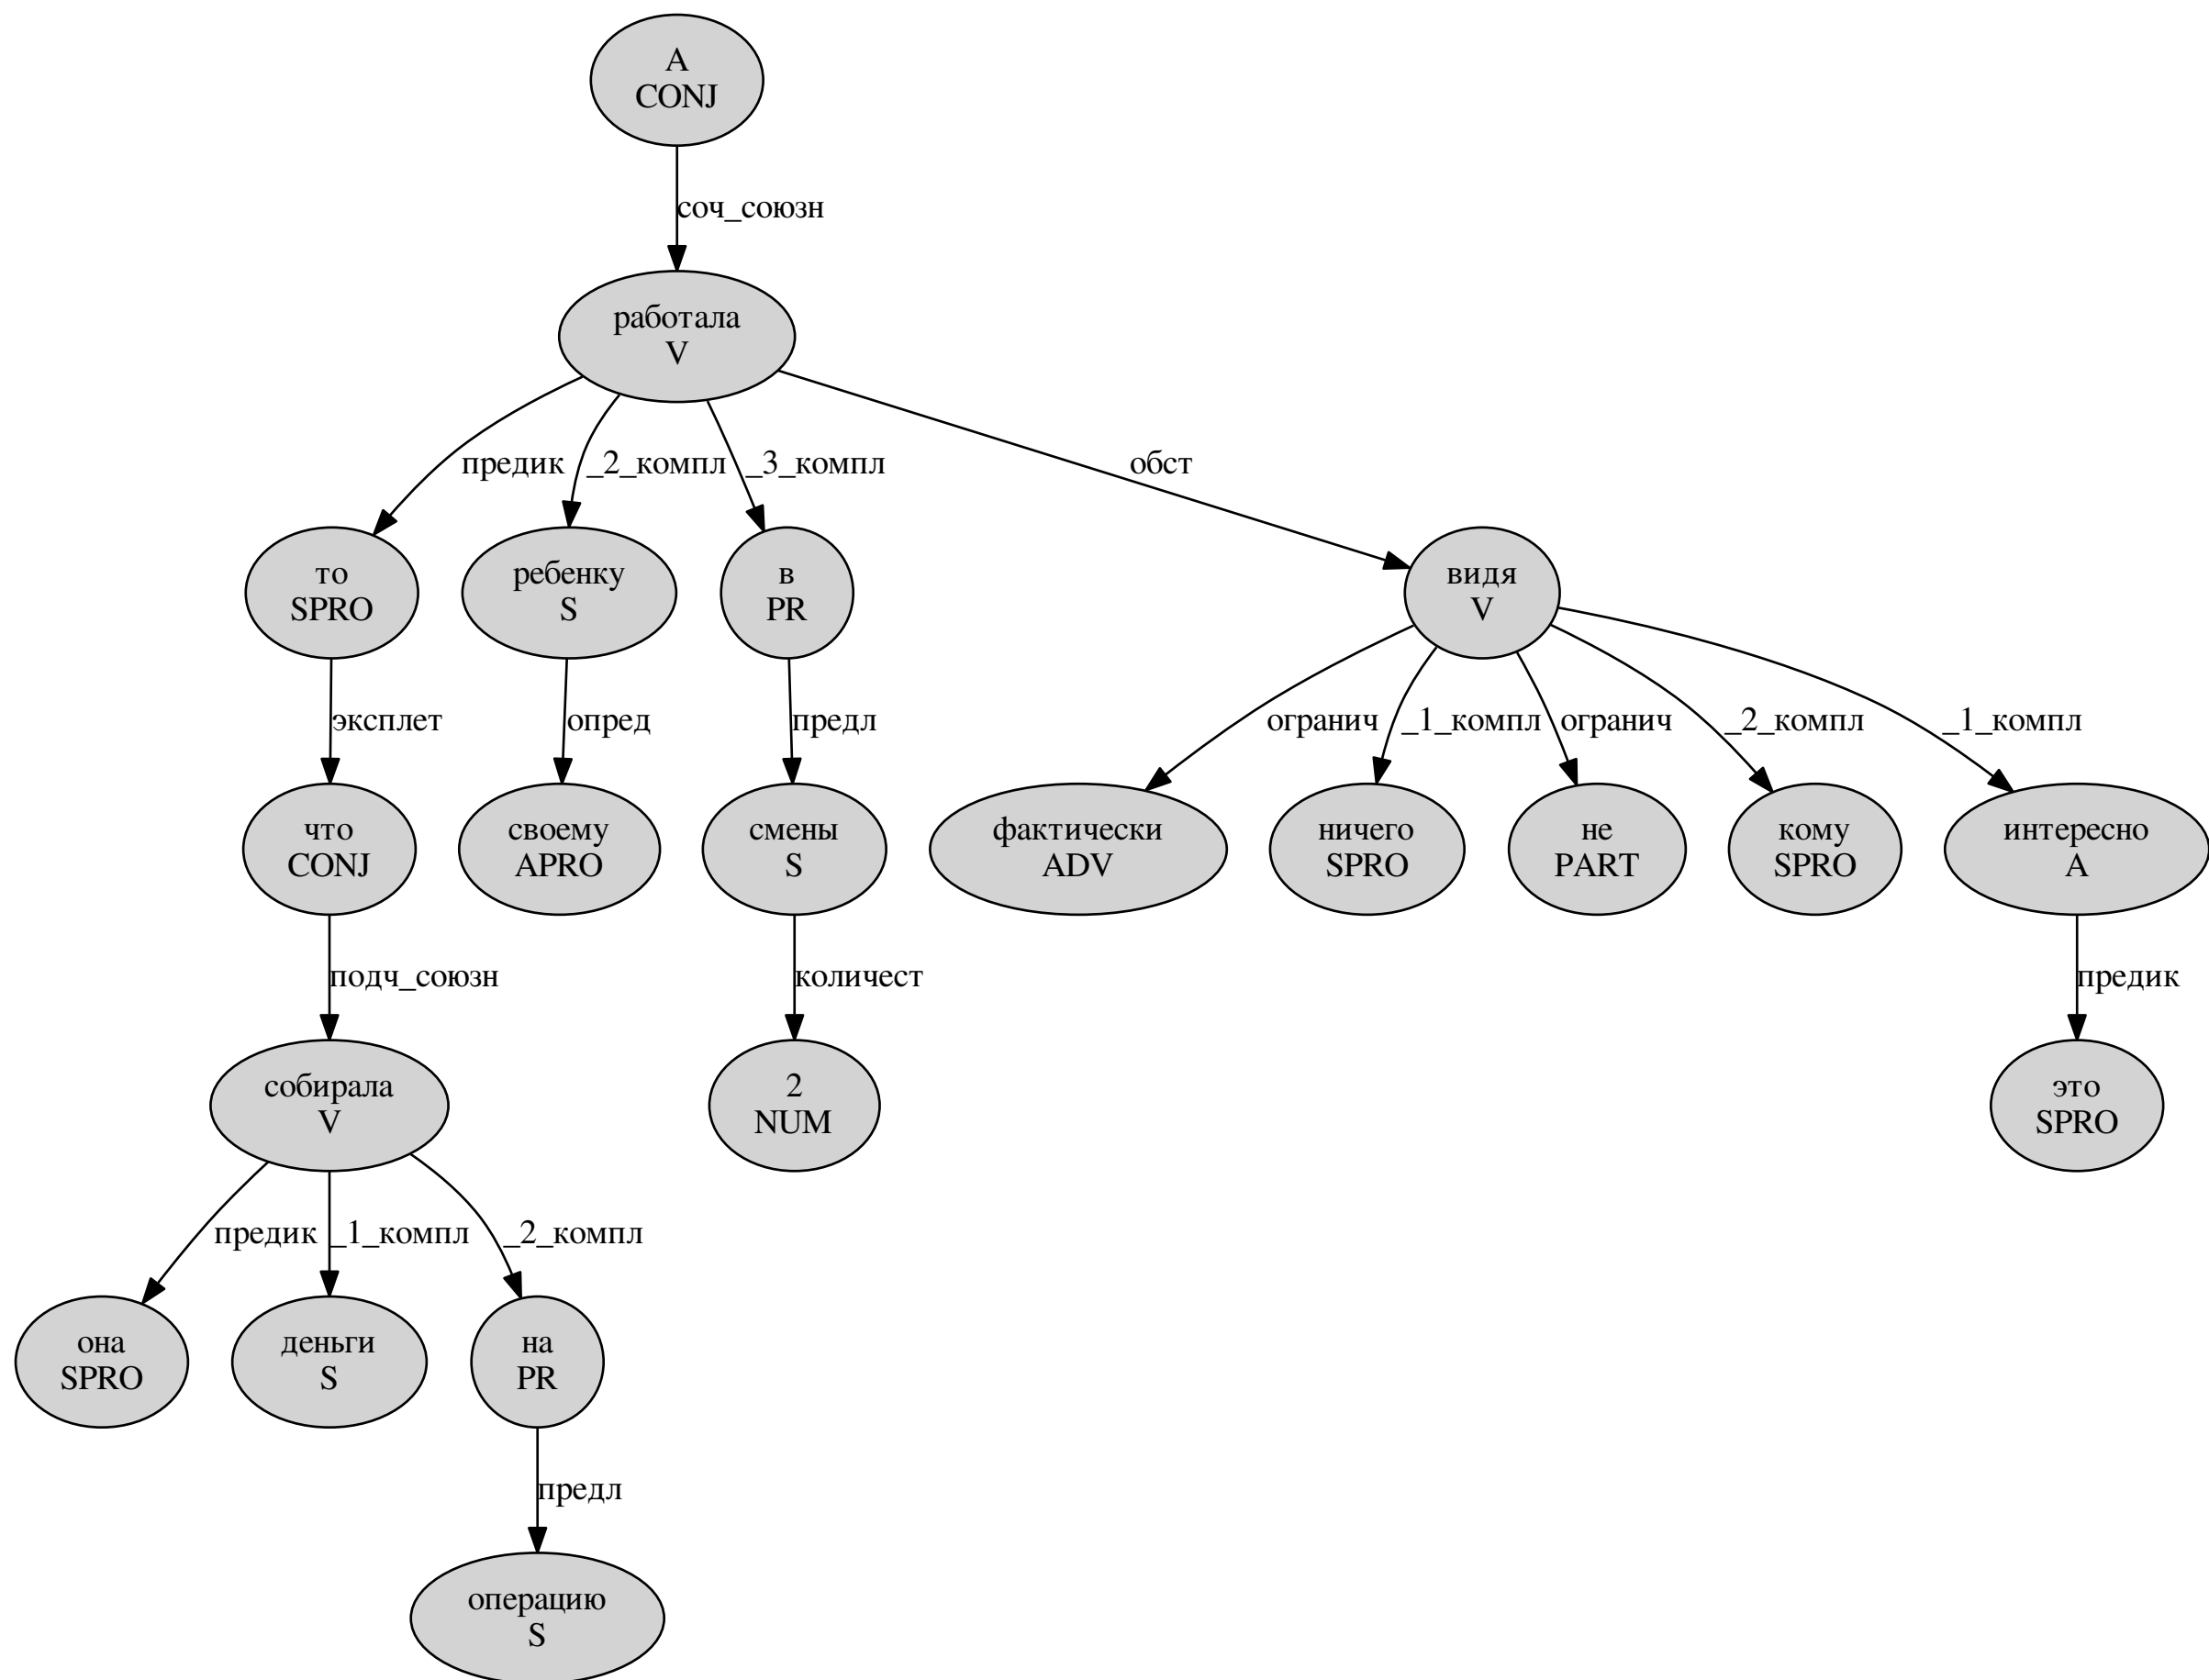 А
CONJ
соч_союзн
работала
V
предик
_2_компл
_3_компл
обст
то
SPRO
ребенку
S
в
PR
видя
V
эксплет
опред
предл
огранич
_1_компл
огранич
_2_компл
_1_компл
что
CONJ
своему
APRO
смены
S
фактически
ADV
ничего
SPRO
не
PART
кому
SPRO
интересно
A
подч_союзн
количест
предик
собирала
V
2
NUM
это
SPRO
предик
_1_компл
_2_компл
она
SPRO
деньги
S
на
PR
предл
операцию
S